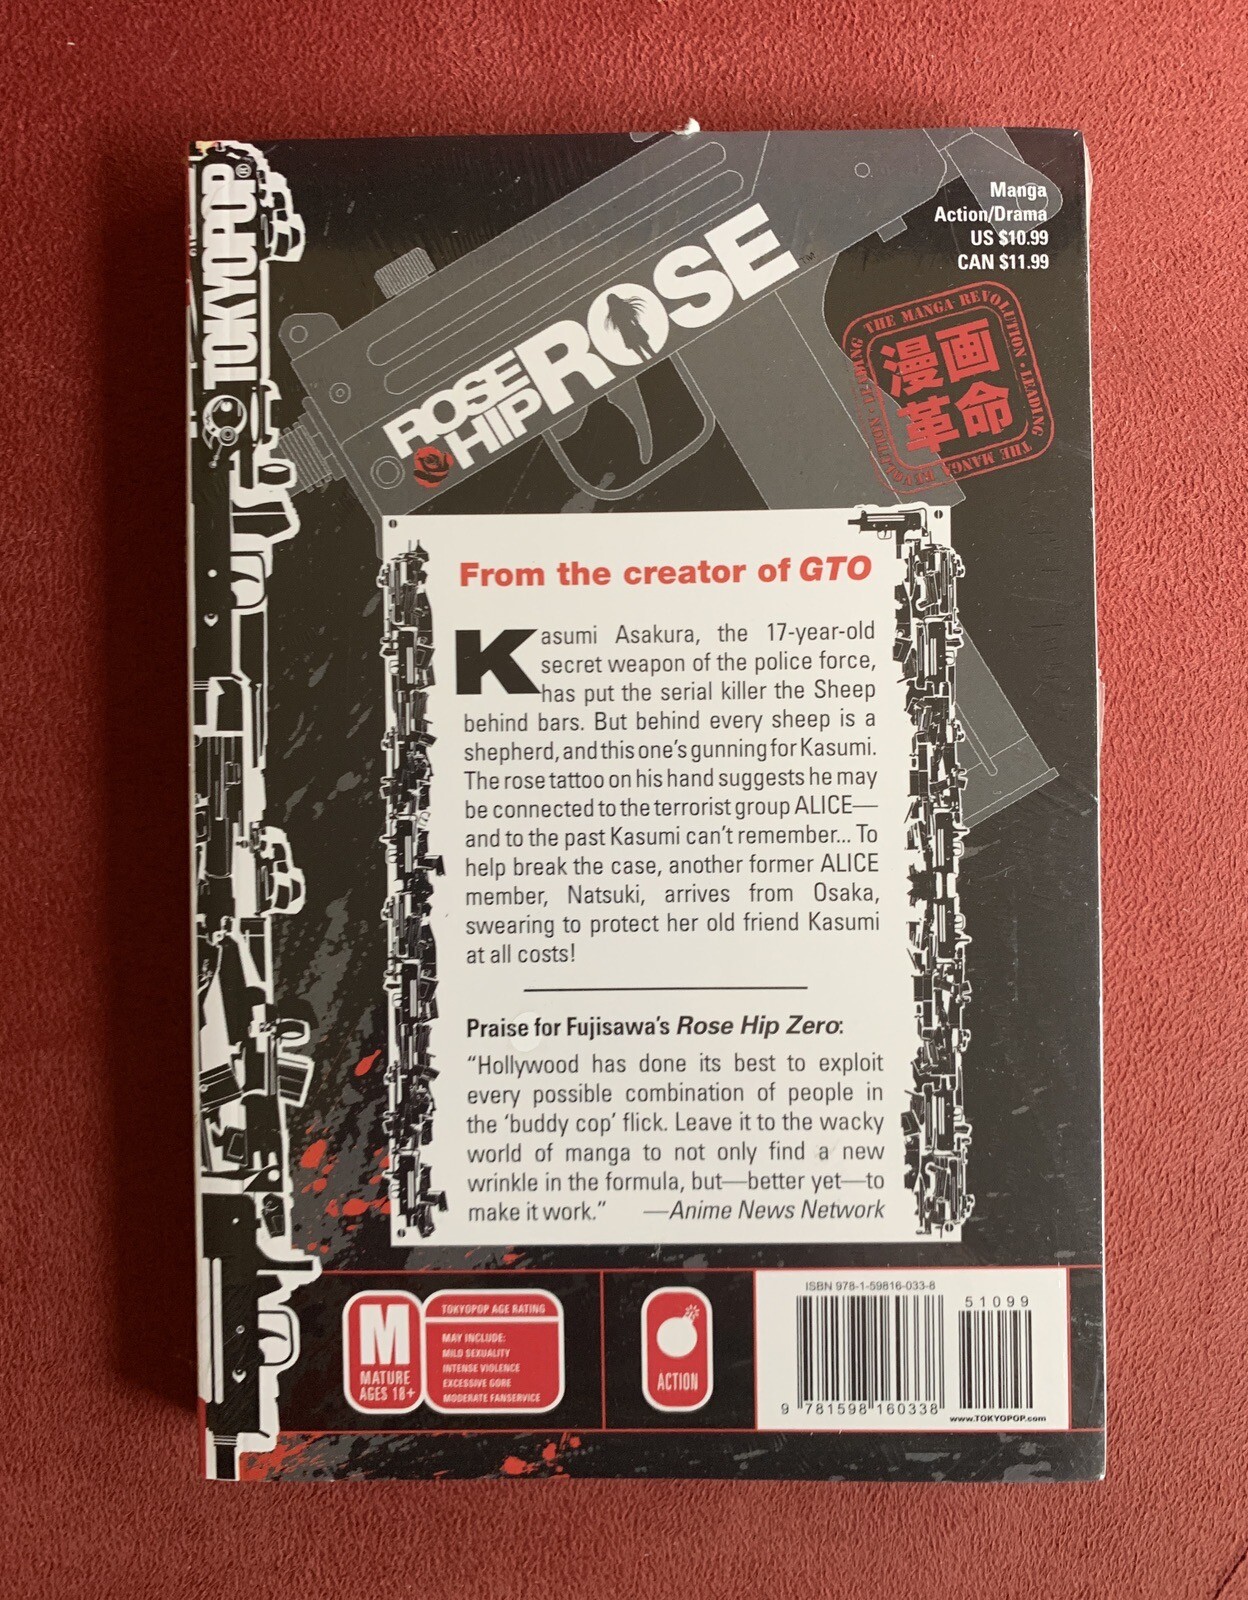 TOKYOPOP®
Manga
Action/Drama
US $10.99
CAN $11.99
ROSE
HIP
ROSE™
LEADING THE MANGA REVOLUTION • LEADING THE MANGA REVOLUTION •
漫画
革命
From the creator of GTO
Kasumi Asakura, the 17-year-old
secret weapon of the police force,
has put the serial killer the Sheep
behind bars. But behind every sheep is a
shepherd, and this one's gunning for Kasumi.
The rose tattoo on his hand suggests he may
be connected to the terrorist group ALICE—
and to the past Kasumi can't remember... To
help break the case, another former ALICE
member, Natsuki, arrives from Osaka,
swearing to protect her old friend Kasumi
at all costs!
Praise for Fujisawa's Rose Hip Zero:
“Hollywood has done its best to exploit
every possible combination of people in
the ‘buddy cop’ flick. Leave it to the wacky
world of manga to not only find a new
wrinkle in the formula, but—better yet—to
make it work.” —Anime News Network
M
MATURE
AGES 18+
TOKYOPOP AGE RATING
MAY INCLUDE:
MILD SEXUALITY
INTENSE VIOLENCE
EXCESSIVE GORE
MODERATE FANSERVICE
ACTION
ISBN 978-1-59816-033-8
51099
9 781598 160338
www.TOKYOPOP.com